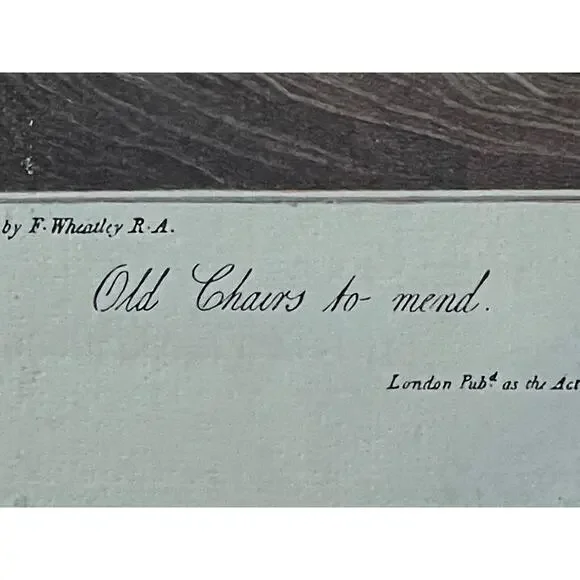 by F. Wheatley R.A.
Old Chairs to mend.
London Pub.d as the Act